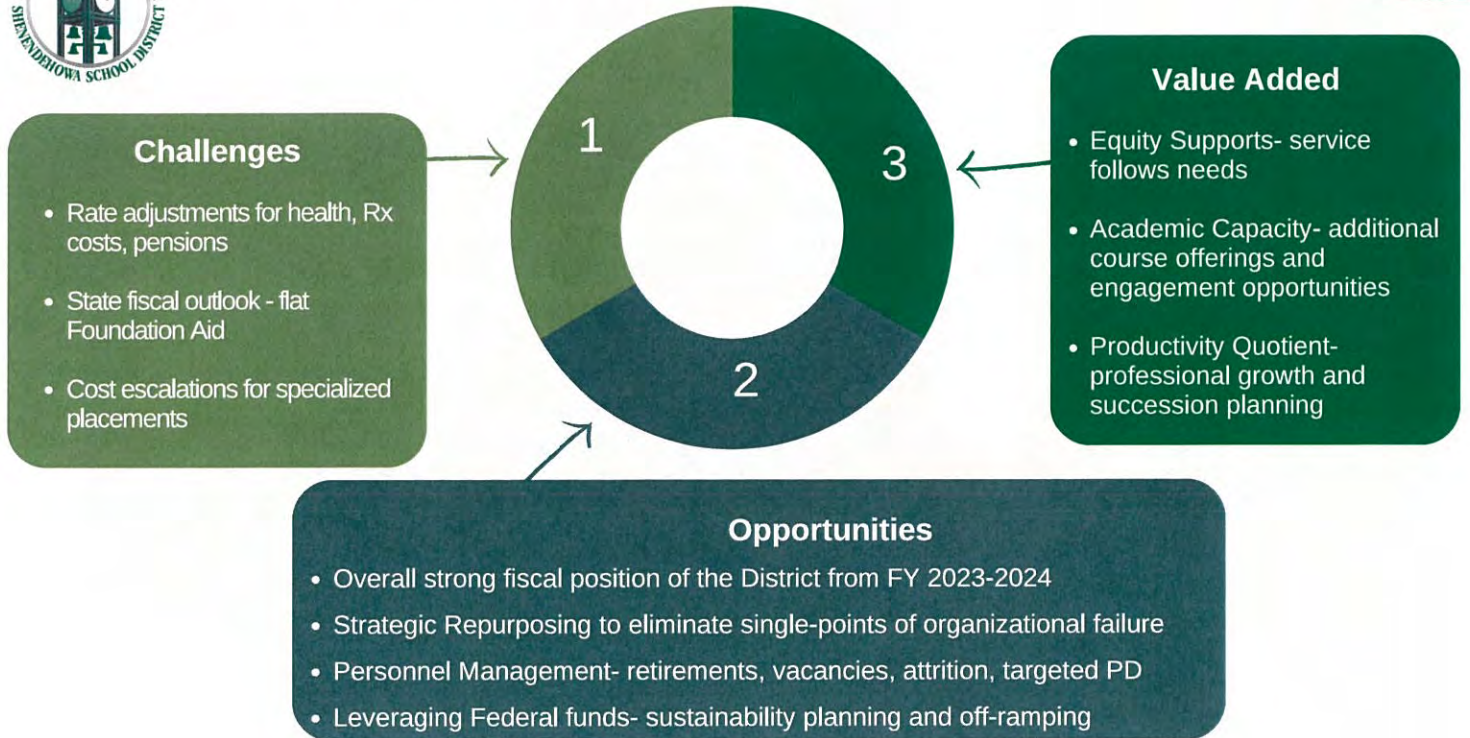 SHENENDEHOWA SCHOOL DISTRICT
1
3
2
Challenges
• Rate adjustments for health, Rx
costs, pensions
• State fiscal outlook - flat
Foundation Aid
• Cost escalations for specialized
placements
Value Added
• Equity Supports- service
follows needs
• Academic Capacity- additional
course offerings and
engagement opportunities
• Productivity Quotient-
professional growth and
succession planning
Opportunities
• Overall strong fiscal position of the District from FY 2023-2024
• Strategic Repurposing to eliminate single-points of organizational failure
• Personnel Management- retirements, vacancies, attrition, targeted PD
• Leveraging Federal funds- sustainability planning and off-ramping